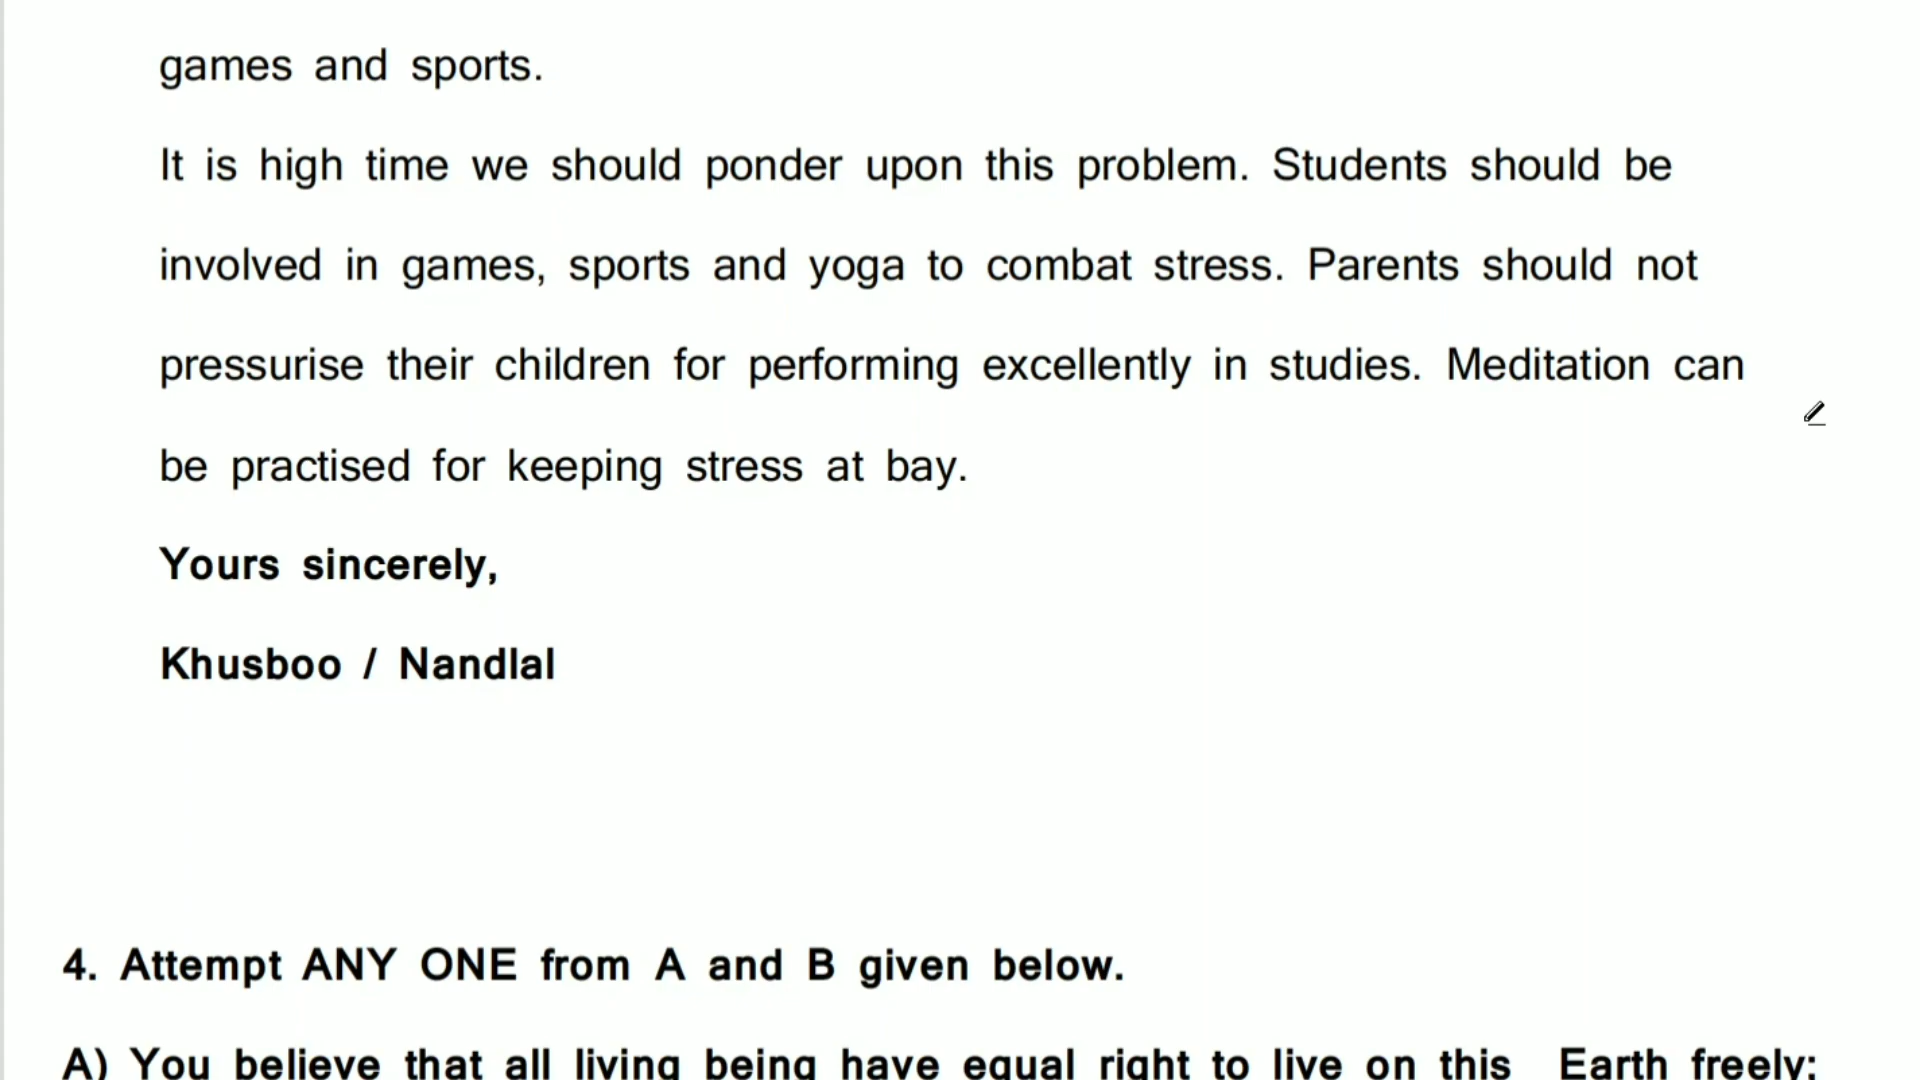 games and sports.
It is high time we should ponder upon this problem. Students should be
involved in games, sports and yoga to combat stress. Parents should not
pressurise their children for performing excellently in studies. Meditation can
be practised for keeping stress at bay.
Yours sincerely,
Khusboo / Nandlal
4. Attempt ANY ONE from A and B given below.
A) You believe that all living being have equal right to live on this Earth freely: